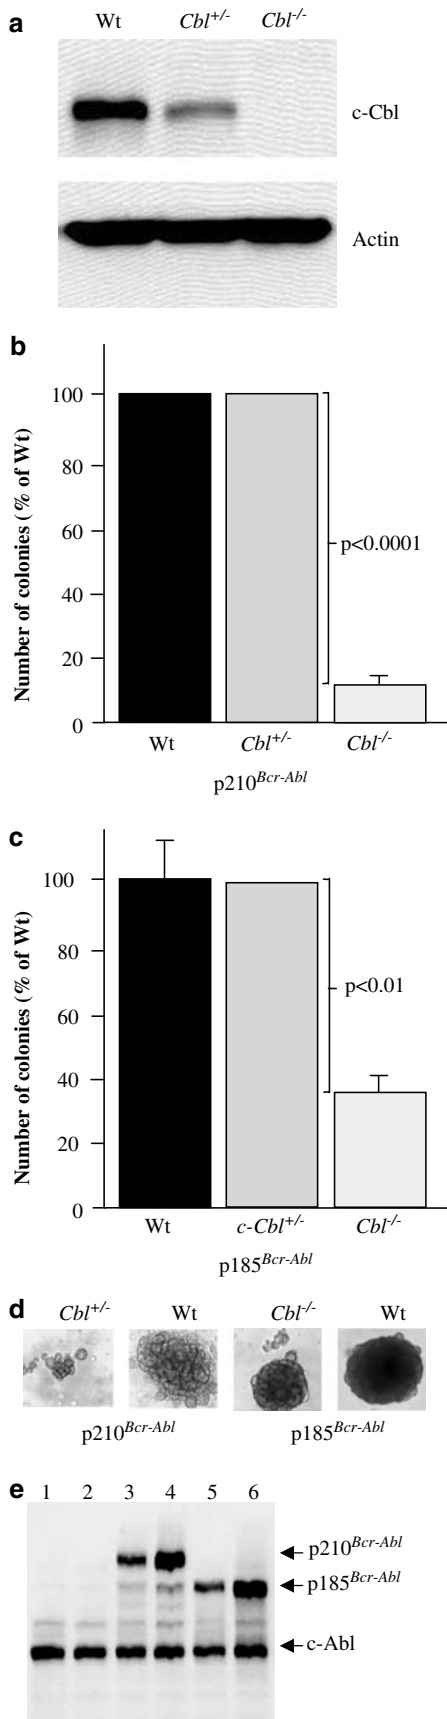 a
Wt Cbl+/- Cbl-/-
c-Cbl
Actin
b
Number of colonies (% of Wt)
100
80
60
40
20
0
p<0.0001
Wt Cbl+/- Cbl-/-
p210Bcr-Abl
c
Number of colonies (% of Wt)
100
80
60
40
20
0
p<0.01
Wt c-Cbl+/- Cbl-/-
p185Bcr-Abl
d
Cbl+/- Wt Cbl-/- Wt
p210Bcr-Abl p185Bcr-Abl
e
1 2 3 4 5 6
p210Bcr-Abl
p185Bcr-Abl
c-Abl